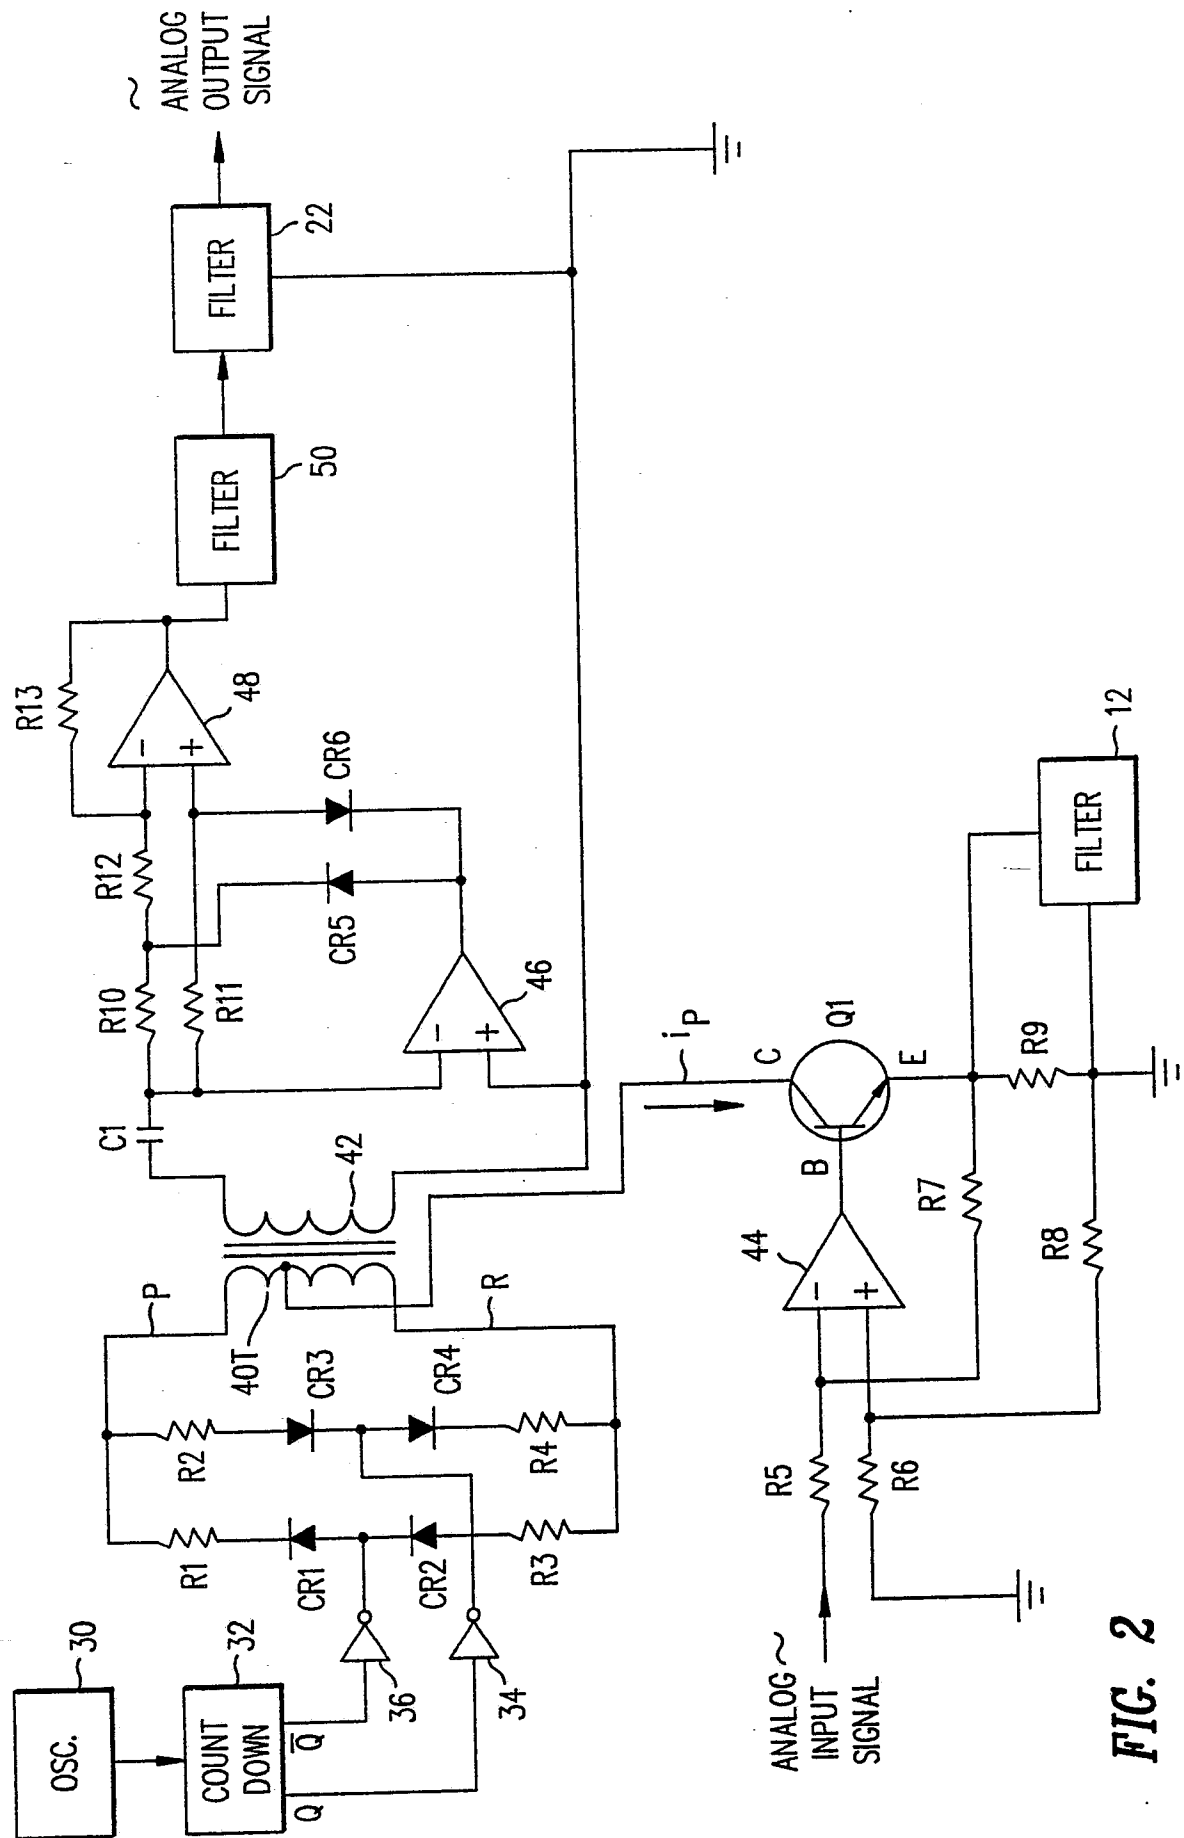 OSC.
30
COUNT
DOWN
32
Q
Q̅
36
34
R1
R2
CR1
CR3
CR2
CR4
R3
R4
P
R
40T
42
C1
R10
R11
R12
R13
CR5
CR6
-
+
46
-
+
48
FILTER
50
FILTER
22
~
ANALOG
OUTPUT
SIGNAL
ANALOG ~
INPUT
SIGNAL
R5
R6
-
+
44
R7
R8
B
C
E
Q1
iP
R9
FILTER
12
FIG. 2